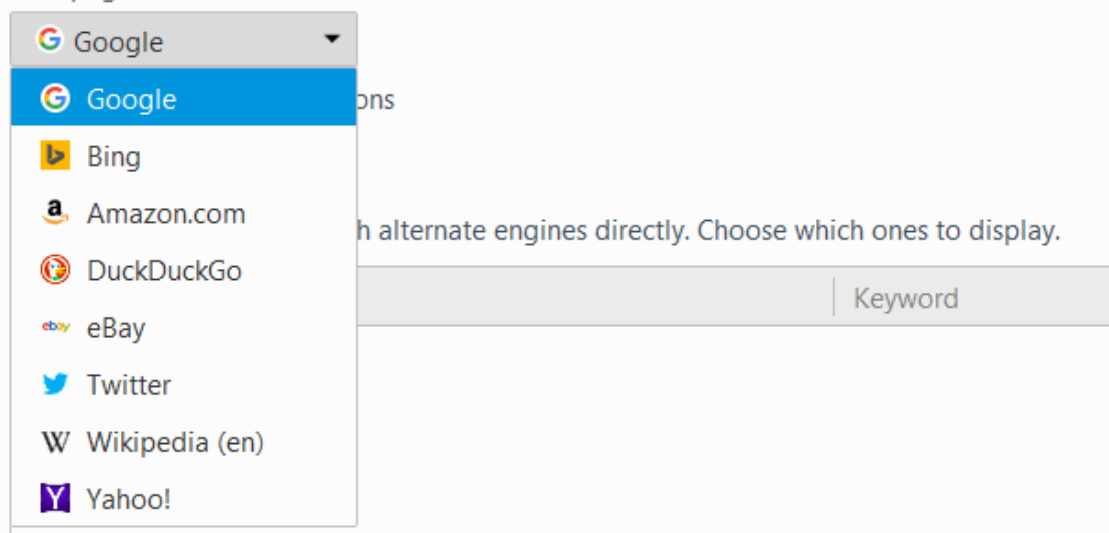 Google
Google
ons
Bing
Amazon.com
h alternate engines directly. Choose which ones to display.
DuckDuckGo
Keyword
eBay
Twitter
Wikipedia (en)
Yahoo!